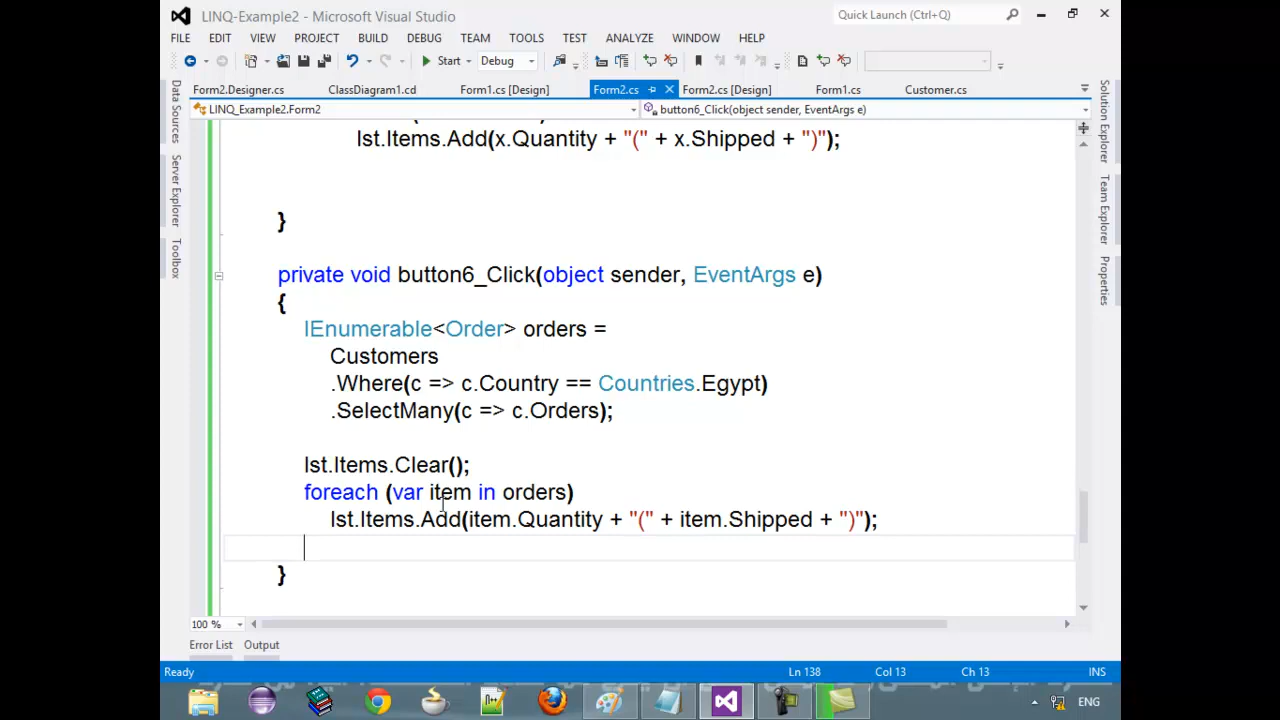 LINQ-Example2 - Microsoft Visual Studio
Quick Launch (Ctrl+Q)
FILE EDIT VIEW PROJECT BUILD DEBUG TEAM TOOLS TEST ANALYZE WINDOW HELP
Start Debug
Form2.Designer.cs ClassDiagram1.cd Form1.cs [Design] Form2.cs Form2.cs [Design] Form1.cs Customer.cs
LINQ_Example2.Form2 button6_Click(object sender, EventArgs e)
Data Sources
Server Explorer
Toolbox
lst.Items.Add(x.Quantity + "(" + x.Shipped + ")");
}
private void button6_Click(object sender, EventArgs e)
{
IEnumerable<Order> orders =
Customers
.Where(c => c.Country == Countries.Egypt)
.SelectMany(c => c.Orders);
lst.Items.Clear();
foreach (var item in orders)
lst.Items.Add(item.Quantity + "(" + item.Shipped + ")");
}
Solution Explorer
Team Explorer
Properties
100 %
Error List Output
Ready Ln 138 Col 13 Ch 13 INS
ENG